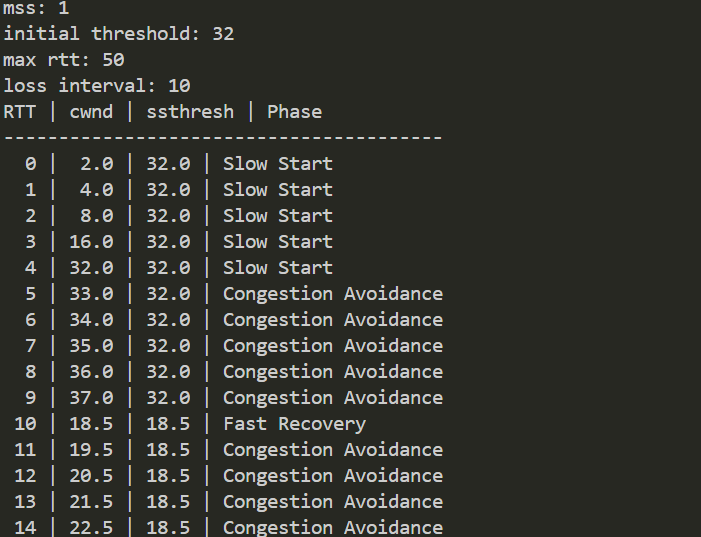 mss: 1
initial threshold: 32
max rtt: 50
loss interval: 10
RTT | cwnd | ssthresh | Phase
----------------------------------------
  0 |  2.0 | 32.0 | Slow Start
  1 |  4.0 | 32.0 | Slow Start
  2 |  8.0 | 32.0 | Slow Start
  3 | 16.0 | 32.0 | Slow Start
  4 | 32.0 | 32.0 | Slow Start
  5 | 33.0 | 32.0 | Congestion Avoidance
  6 | 34.0 | 32.0 | Congestion Avoidance
  7 | 35.0 | 32.0 | Congestion Avoidance
  8 | 36.0 | 32.0 | Congestion Avoidance
  9 | 37.0 | 32.0 | Congestion Avoidance
 10 | 18.5 | 18.5 | Fast Recovery
 11 | 19.5 | 18.5 | Congestion Avoidance
 12 | 20.5 | 18.5 | Congestion Avoidance
 13 | 21.5 | 18.5 | Congestion Avoidance
 14 | 22.5 | 18.5 | Congestion Avoidance